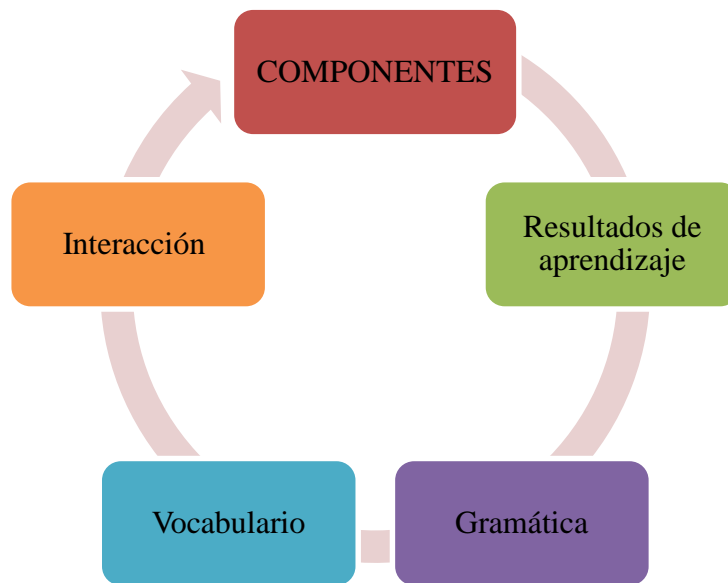 COMPONENTES
Resultados de
aprendizaje
Gramática
Vocabulario
Interacción